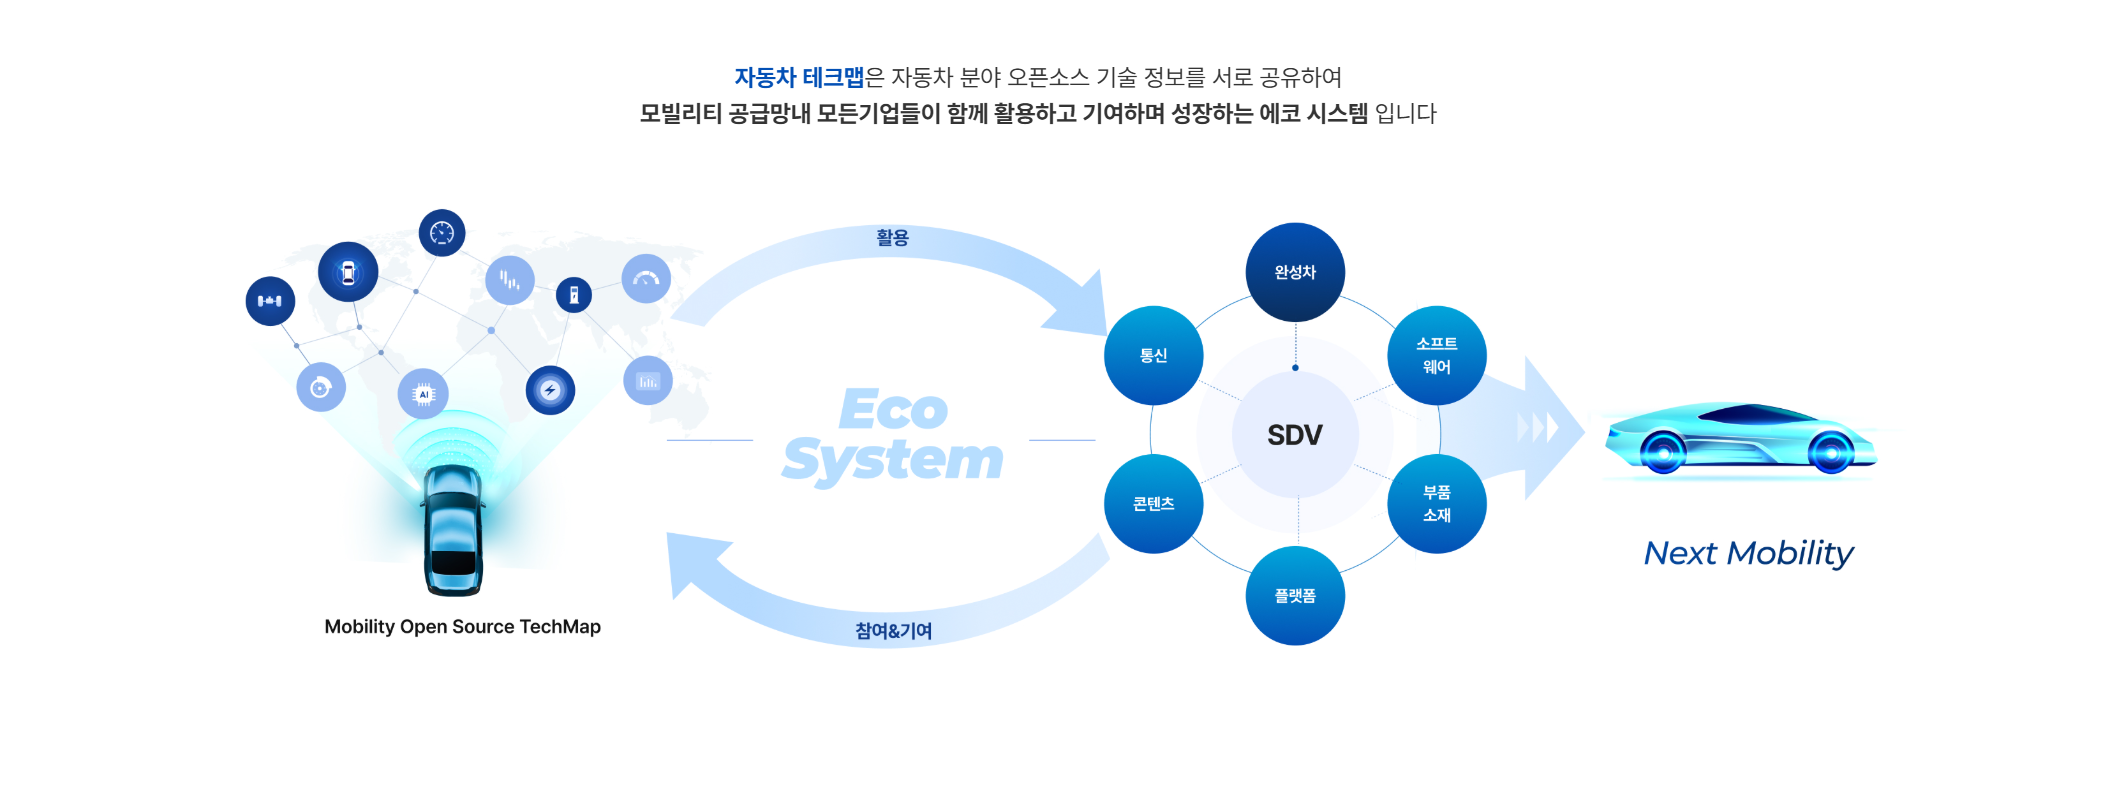 자동차 테크맵은 자동차 분야 오픈소스 기술 정보를 서로 공유하여
모빌리티 공급망내 모든기업들이 함께 활용하고 기여하며 성장하는 에코 시스템 입니다
활용
완성차
통신
소프트
웨어
AI
Eco
System
SDV
콘텐츠
부품
소재
플랫폼
Next Mobility
Mobility Open Source TechMap
참여&기여